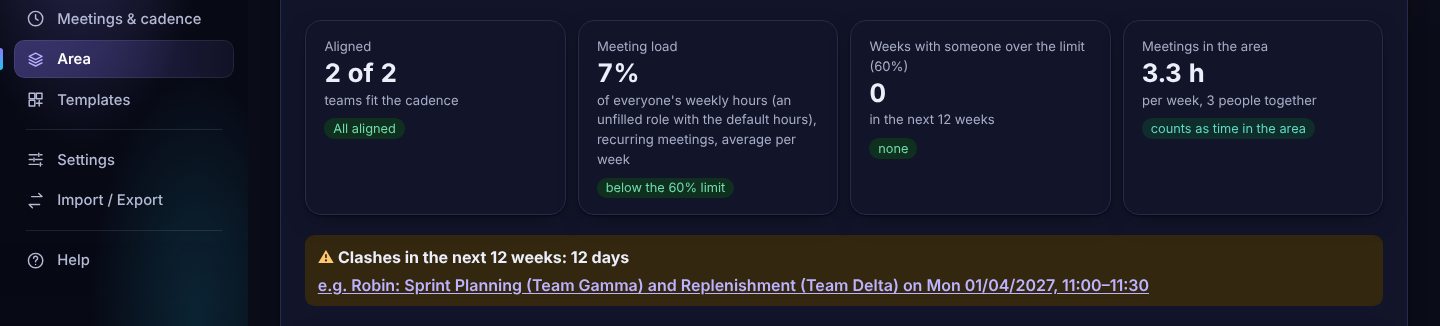 Meetings & cadence
Area
Templates
Settings
Import / Export
Help
Aligned
2 of 2
teams fit the cadence
All aligned
Meeting load
7%
of everyone's weekly hours (an
unfilled role with the default hours),
recurring meetings, average per
week
below the 60% limit
Weeks with someone over the limit
(60%)
0
in the next 12 weeks
none
Meetings in the area
3.3 h
per week, 3 people together
counts as time in the area
Clashes in the next 12 weeks: 12 days
e.g. Robin: Sprint Planning (Team Gamma) and Replenishment (Team Delta) on Mon 01/04/2027, 11:00–11:30